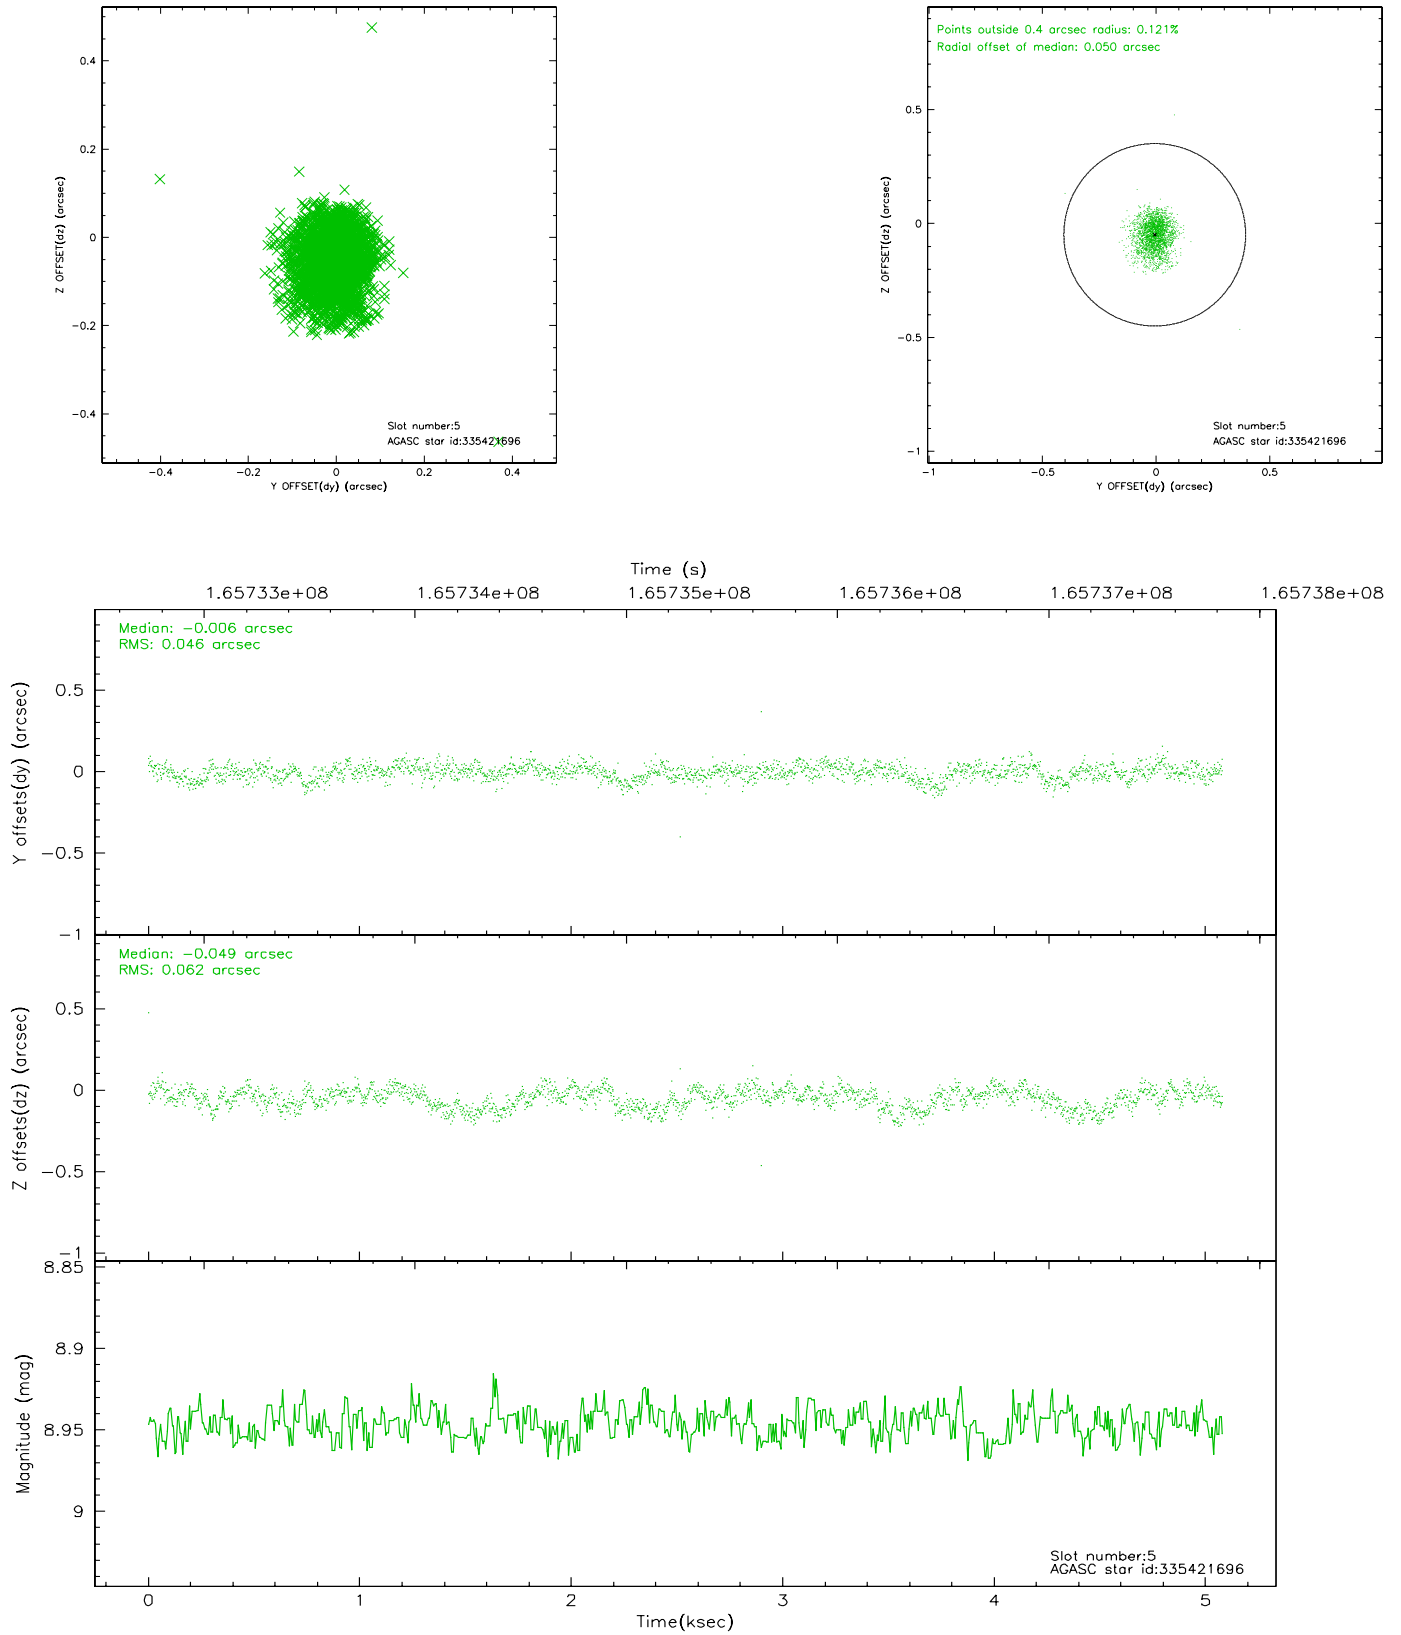 0.4
0.2
0
−0.2
−0.4
Z OFFSET(dz) (arcsec)
Slot number:5
AGASC star id:335421696
−0.4 −0.2 0 0.2 0.4
Y OFFSET(dy) (arcsec)
Points outside 0.4 arcsec radius: 0.121%
Radial offset of median: 0.050 arcsec
0.5
0
−0.5
−1
Z OFFSET(dz) (arcsec)
Slot number:5
AGASC star id:335421696
−1 −0.5 0 0.5
Y OFFSET(dy) (arcsec)
Time (s)
1.65733e+08 1.65734e+08 1.65735e+08 1.65736e+08 1.65737e+08 1.65738e+08
Median: −0.006 arcsec
RMS: 0.046 arcsec
0.5
0
−0.5
−1
Y offsets(dy) (arcsec)
Median: −0.049 arcsec
RMS: 0.062 arcsec
0.5
0
−0.5
−1
Z offsets(dz) (arcsec)
8.85
8.9
8.95
9
Magnitude (mag)
Slot number:5
AGASC star id:335421696
0 1 2 3 4 5
Time(ksec)